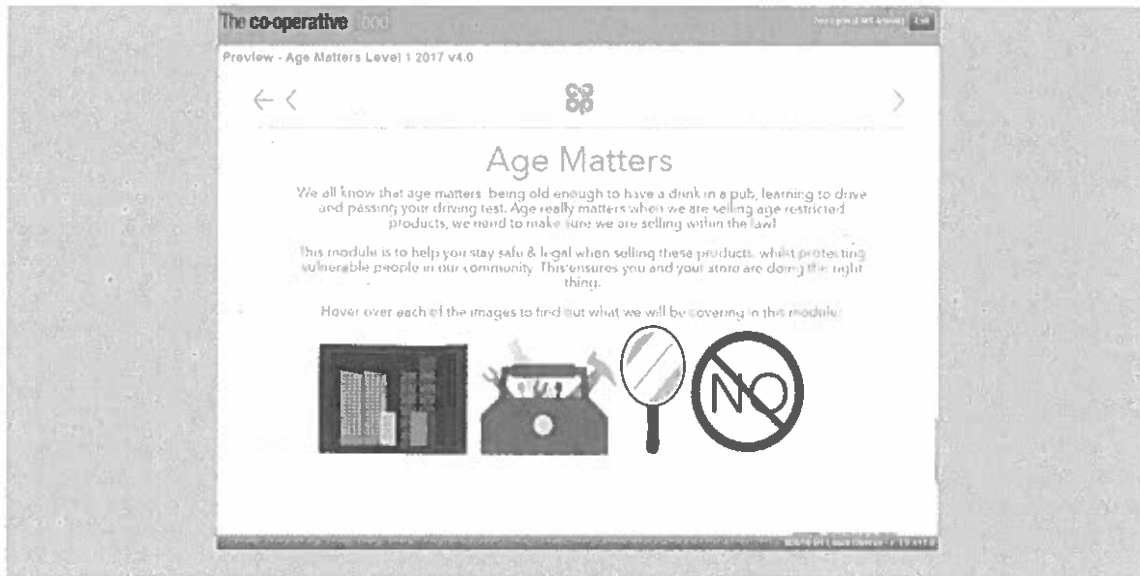 The co-operative food
Exit
Preview - Age Matters Level 1 2017 v4.0
co op
Age Matters
We all know that age matters: being old enough to have a drink in a pub, learning to drive
and passing your driving test. Age really matters when we are selling age restricted
products, we need to make sure we are selling within the law!
This module is to help you stay safe & legal when selling these products, whilst protecting
vulnerable people in our community. This ensures you and your store are doing the right
thing.
Hover over each of the images to find out what we will be covering in this module.
NO